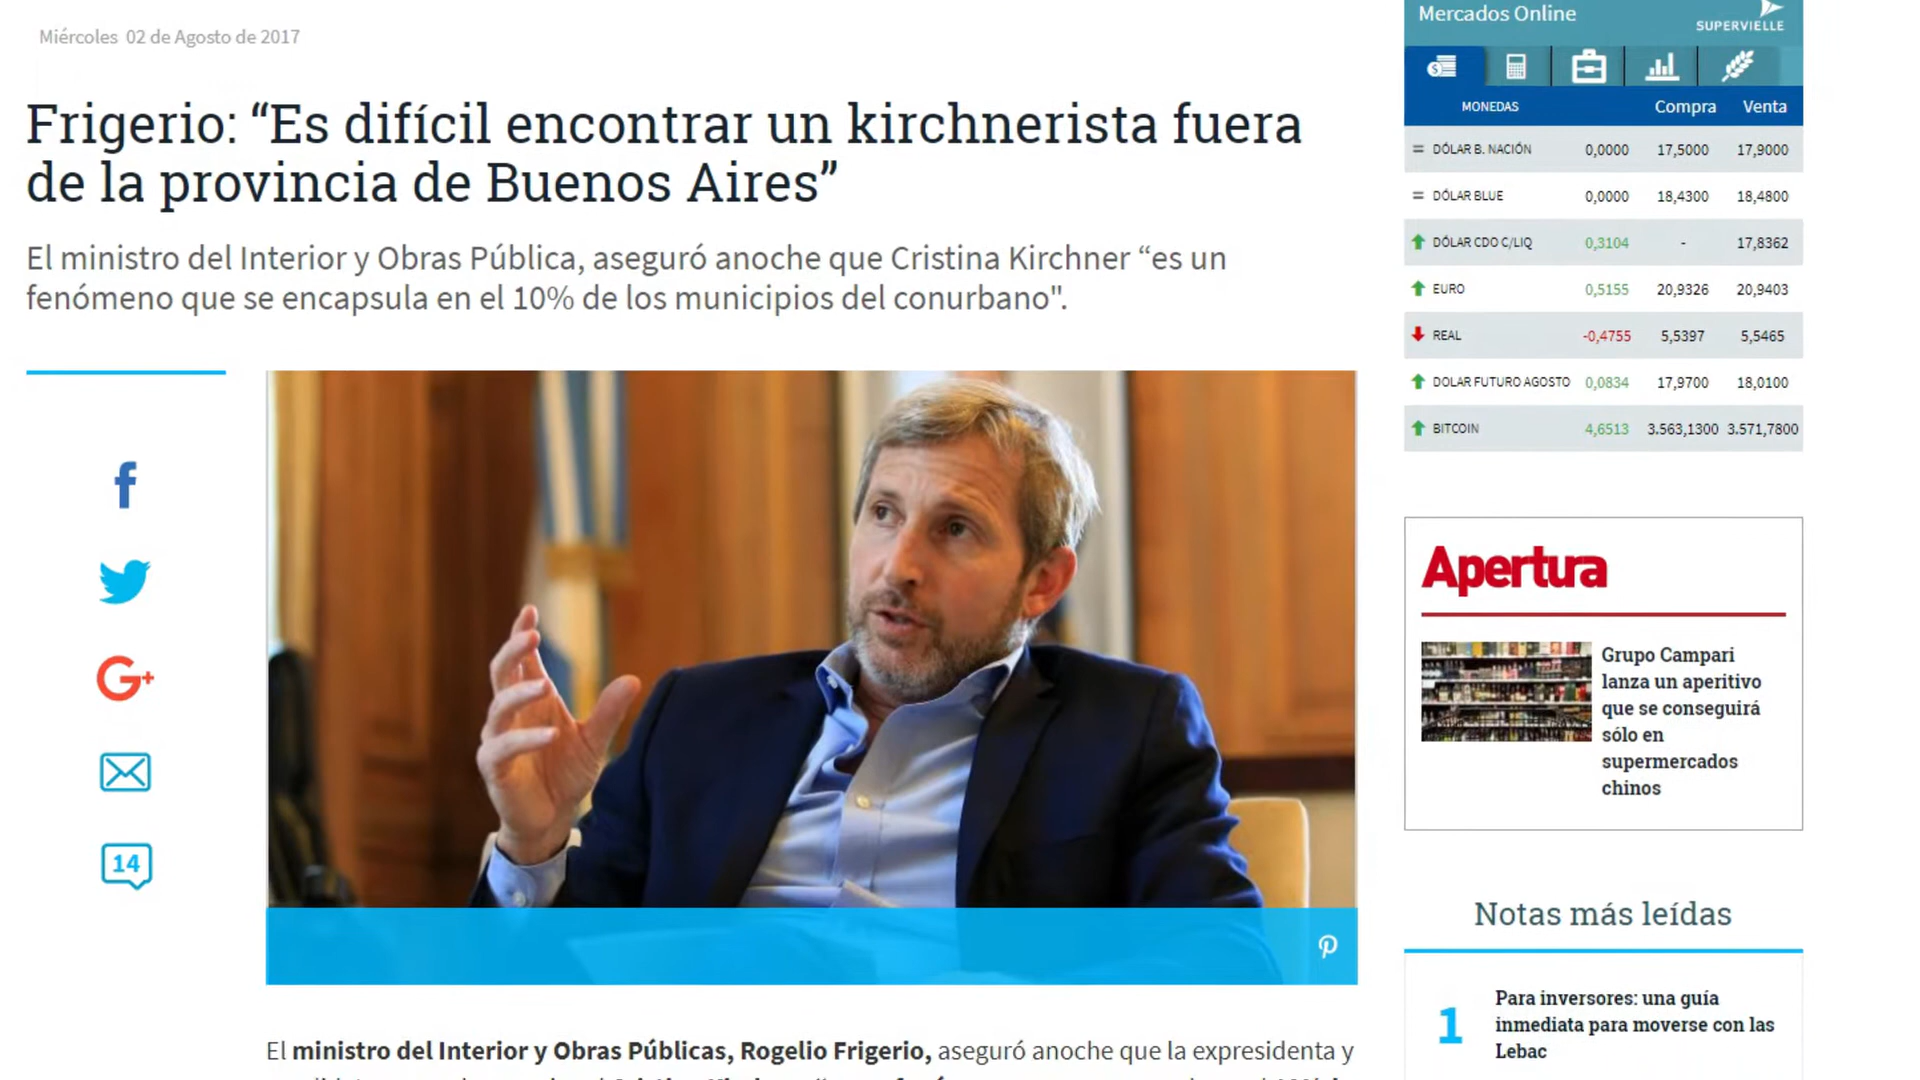 Miércoles 02 de Agosto de 2017
Frigerio: “Es difícil encontrar un kirchnerista fuera
de la provincia de Buenos Aires”
El ministro del Interior y Obras Pública, aseguró anoche que Cristina Kirchner “es un
fenómeno que se encapsula en el 10% de los municipios del conurbano".
14
El ministro del Interior y Obras Públicas, Rogelio Frigerio, aseguró anoche que la expresidenta y
Mercados Online
SUPERVIELLE
MONEDAS Compra Venta
= DÓLAR B. NACIÓN 0,0000 17,5000 17,9000
= DÓLAR BLUE 0,0000 18,4300 18,4800
DÓLAR CDO C/LIQ 0,3104 - 17,8362
EURO 0,5155 20,9326 20,9403
REAL -0,4755 5,5397 5,5465
DOLAR FUTURO AGOSTO 0,0834 17,9700 18,0100
BITCOIN 4,6513 3.563,1300 3.571,7800
Apertura
Grupo Campari
lanza un aperitivo
que se conseguirá
sólo en
supermercados
chinos
Notas más leídas
1
Para inversores: una guía
inmediata para moverse con las
Lebac